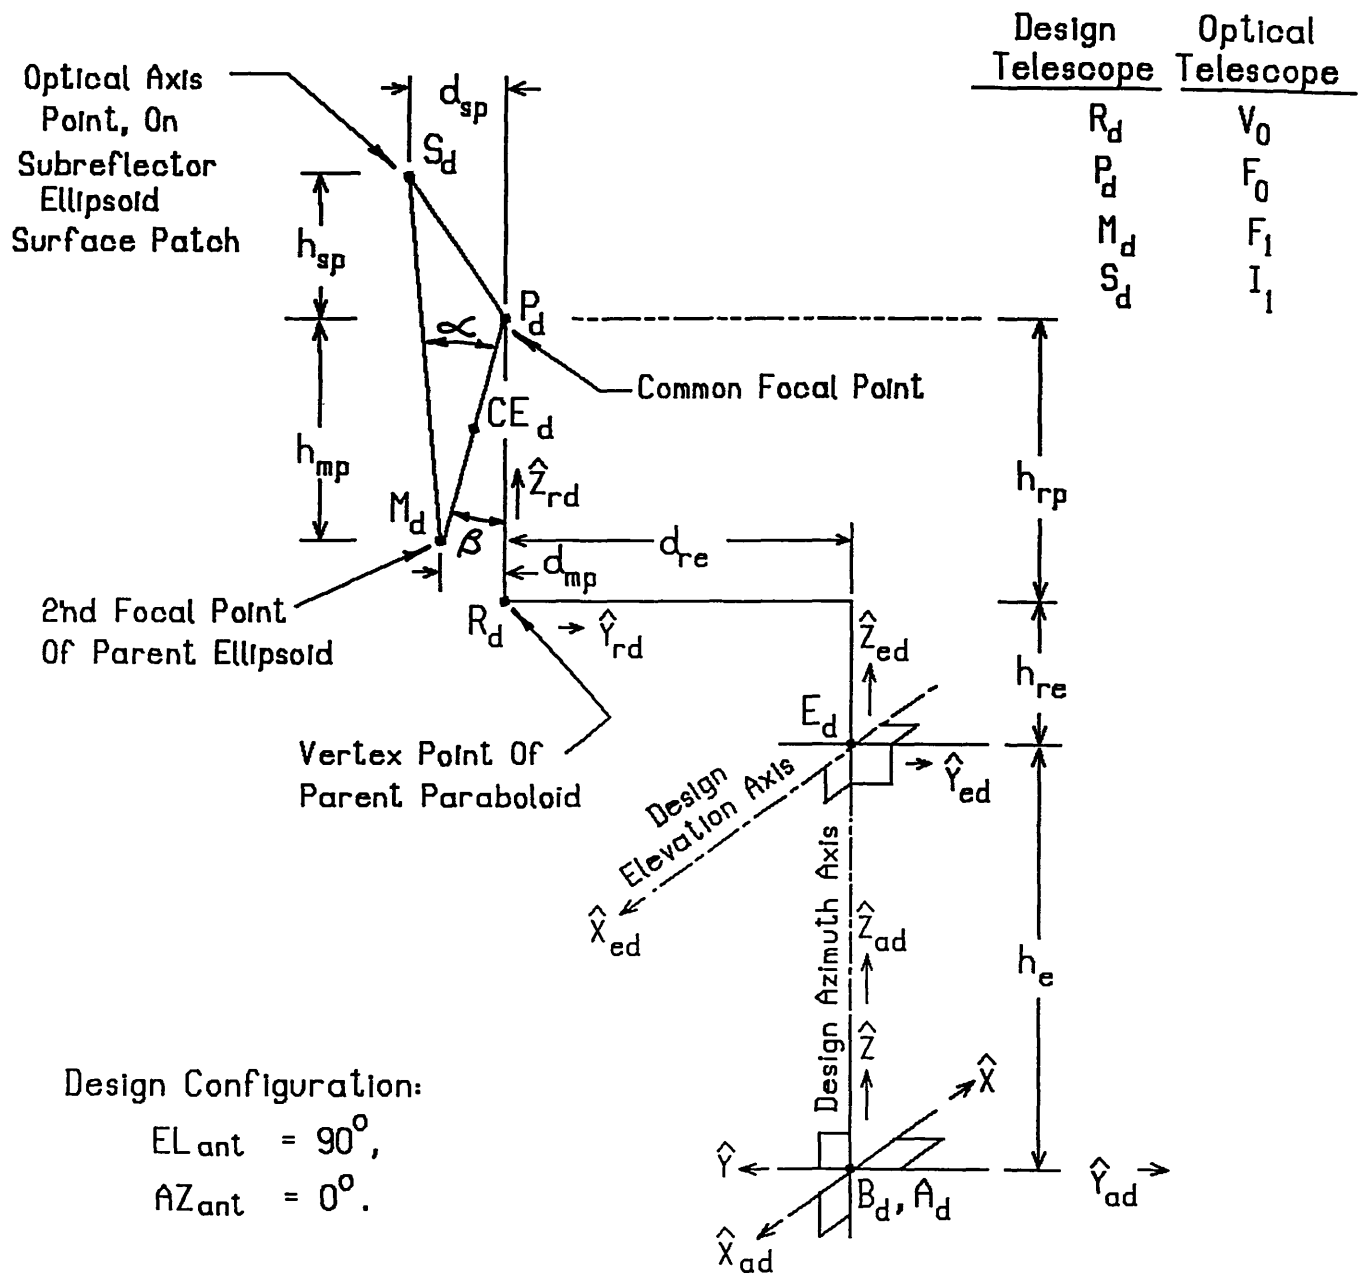 Design Telescope Optical Telescope
R_d V_0
P_d F_0
M_d F_1
S_d I_1
Optical Axis
Point, On
Subreflector
Ellipsoid
Surface Patch
d_sp
S_d
h_sp
P_d
α
Common Focal Point
CE_d
h_mp
Ẑ_rd
M_d
β
d_re
d_mp
h_rp
2'nd Focal Point
Of Parent Ellipsoid
R_d
Ŷ_rd
Ẑ_ed
h_re
E_d
Vertex Point Of
Parent Paraboloid
Ŷ_ed
Design
Elevation Axis
X̂_ed
Design Azimuth Axis
Ẑ_ad
h_e
Ẑ
X̂
Design Configuration:
EL_ant = 90°,
AZ_ant = 0°.
Ŷ
B_d, A_d
Ŷ_ad
X̂_ad